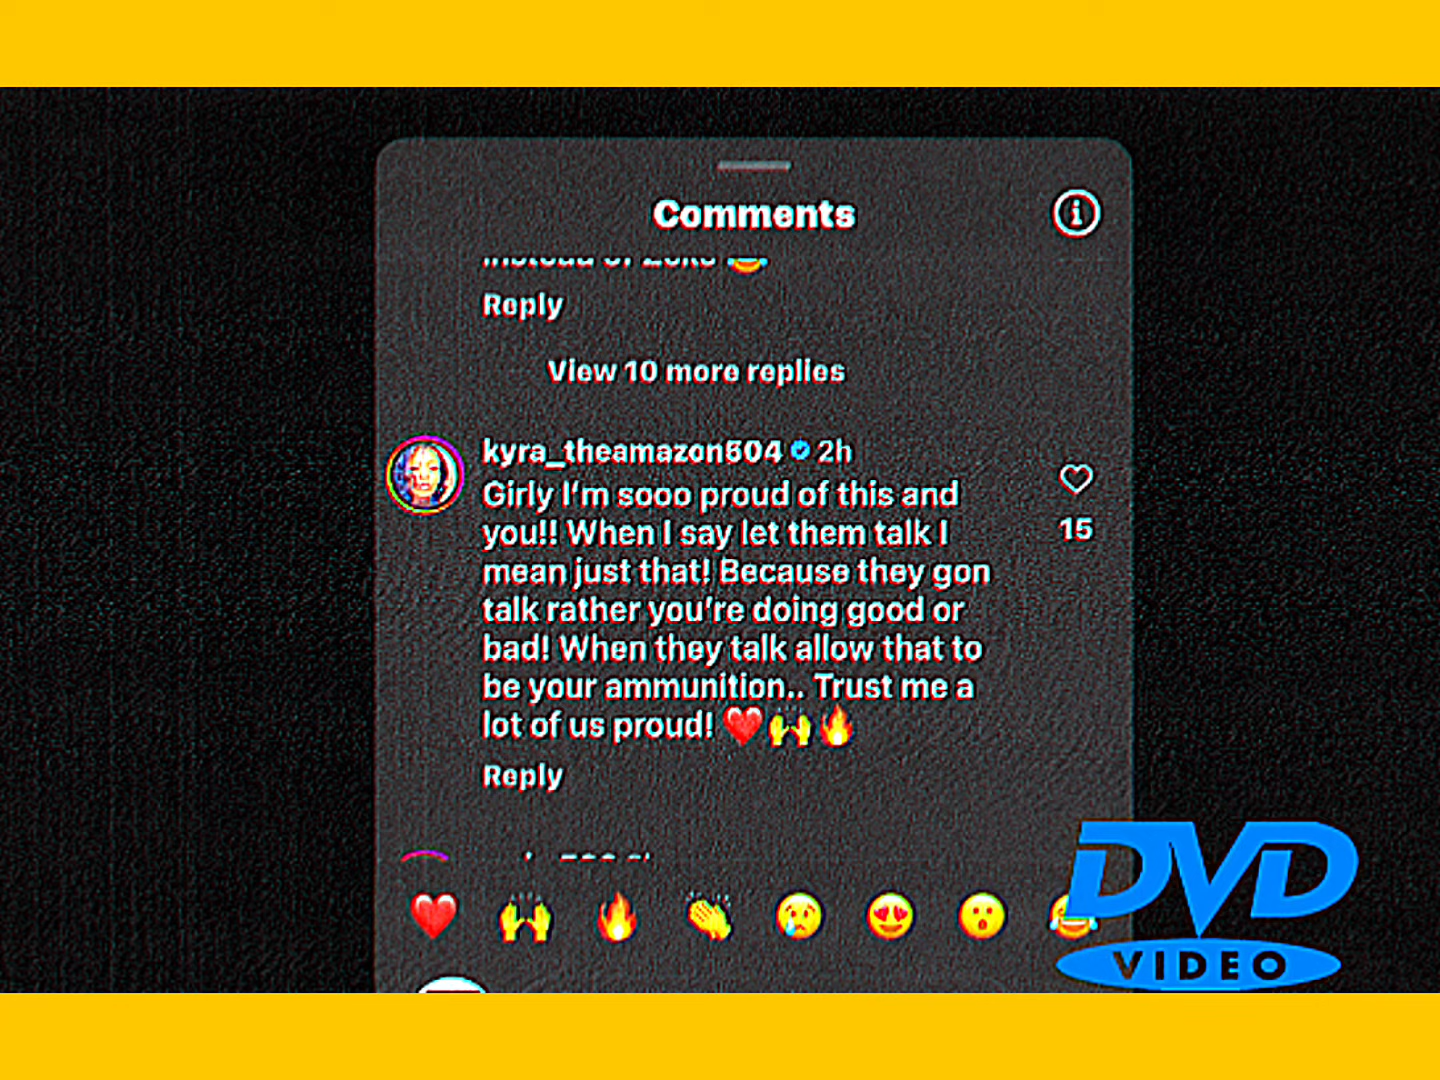 Comments
Reply
View 10 more replies
kyra_theamazon504 2h
Girly I'm sooo proud of this and
you!! When I say let them talk I
mean just that! Because they gon
talk rather you're doing good or
bad! When they talk allow that to
be your ammunition.. Trust me a
lot of us proud! ❤️🙌🔥
15
Reply
DVD
VIDEO